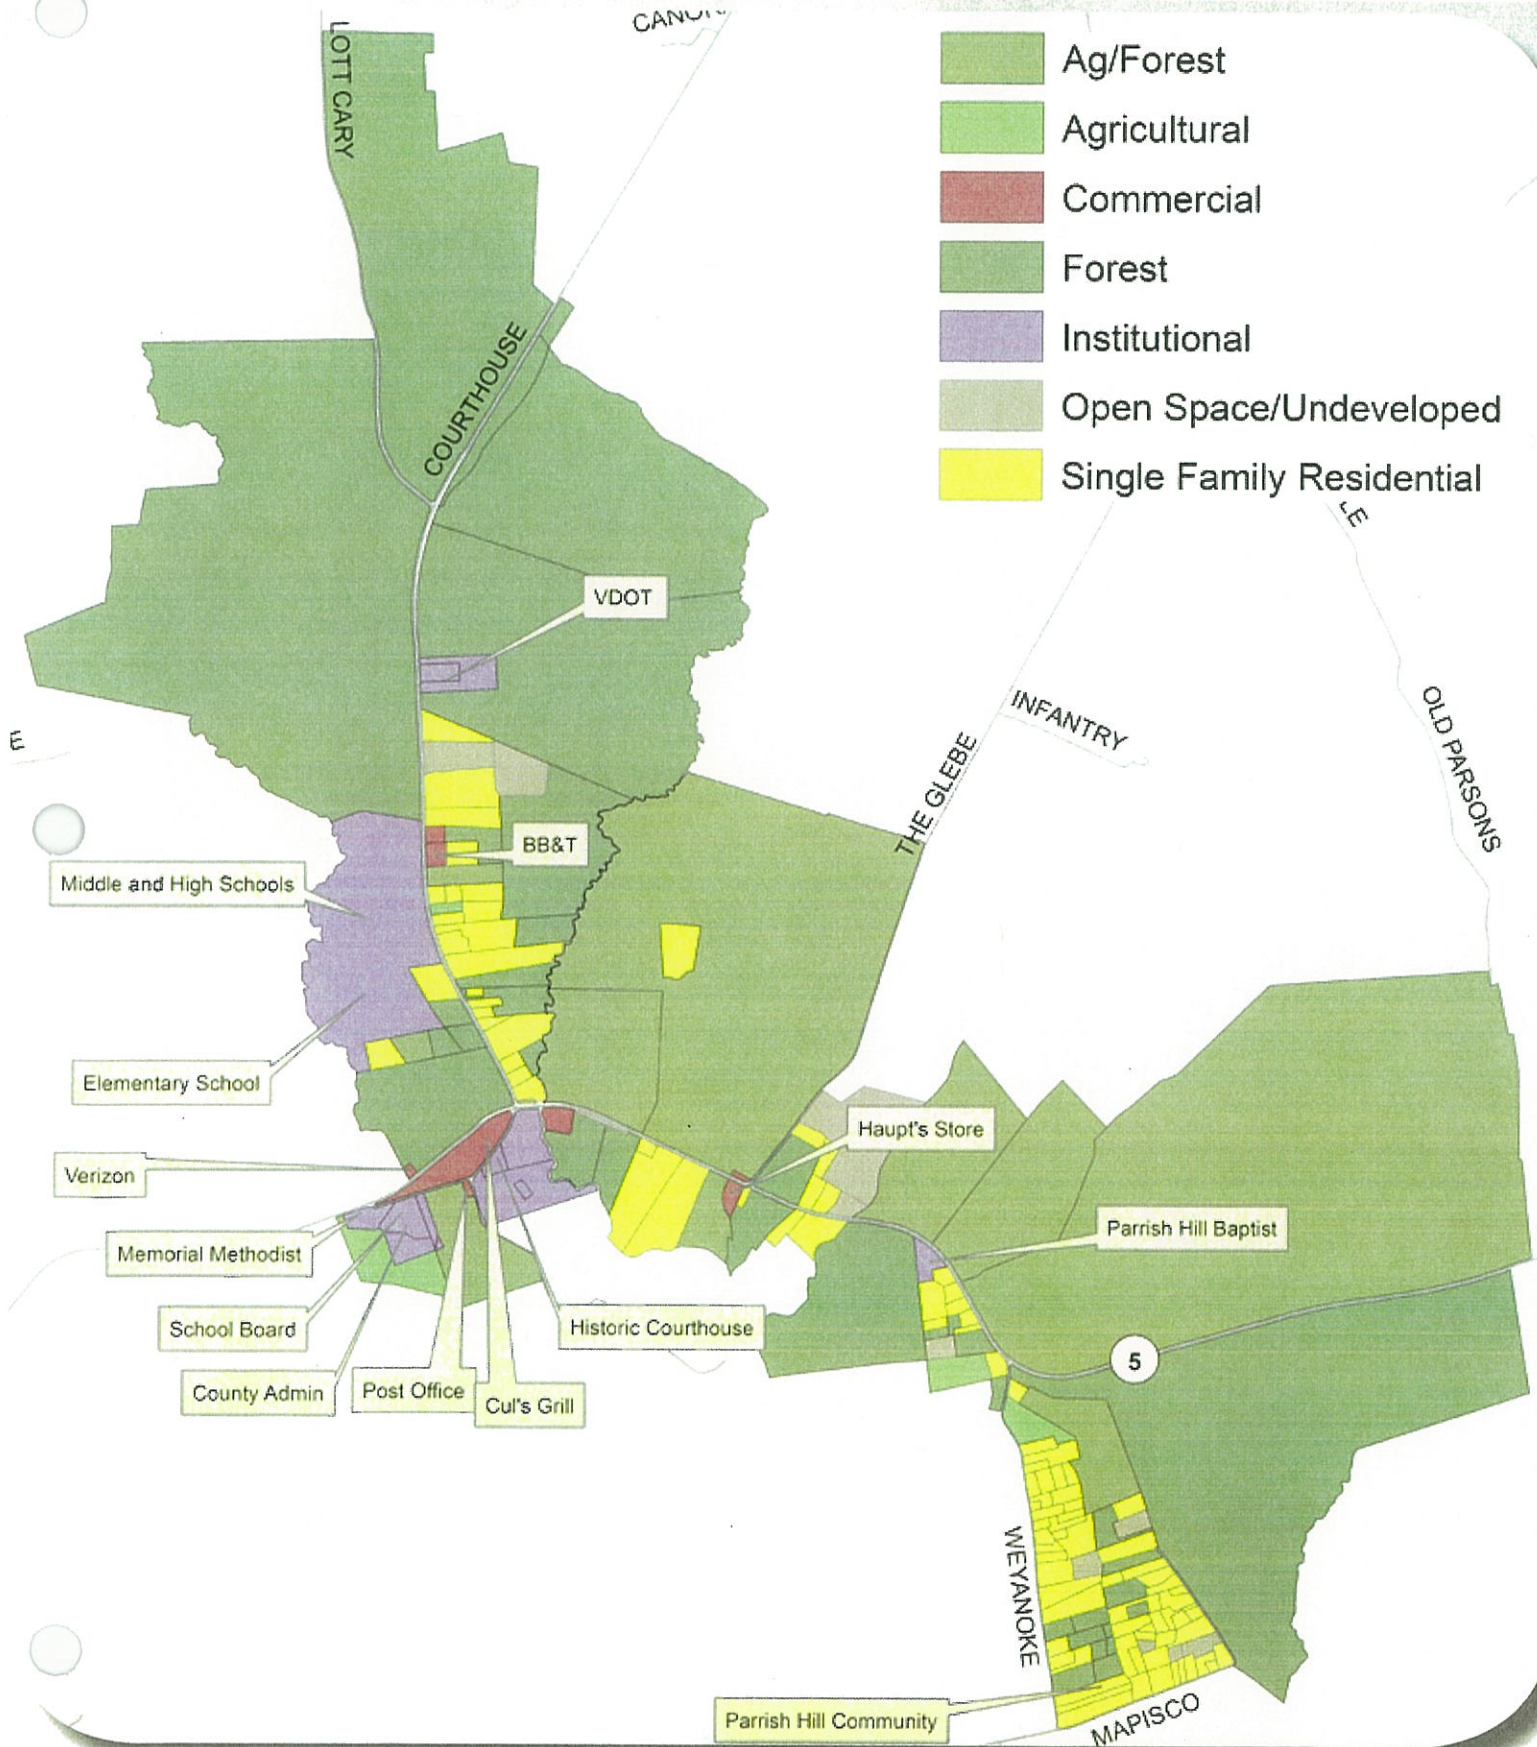 LOTT CARY
Ag/Forest
Agricultural
Commercial
Forest
Institutional
Open Space/Undeveloped
Single Family Residential
COURTHOUSE
VDOT
INFANTRY
THE GLEBE
OLD PARSONS
E
BB&T
Middle and High Schools
Elementary School
Haupt's Store
Verizon
Parrish Hill Baptist
Memorial Methodist
School Board
Historic Courthouse
5
County Admin
Post Office
Cul's Grill
WEYANOKE
Parrish Hill Community
MAPISCO